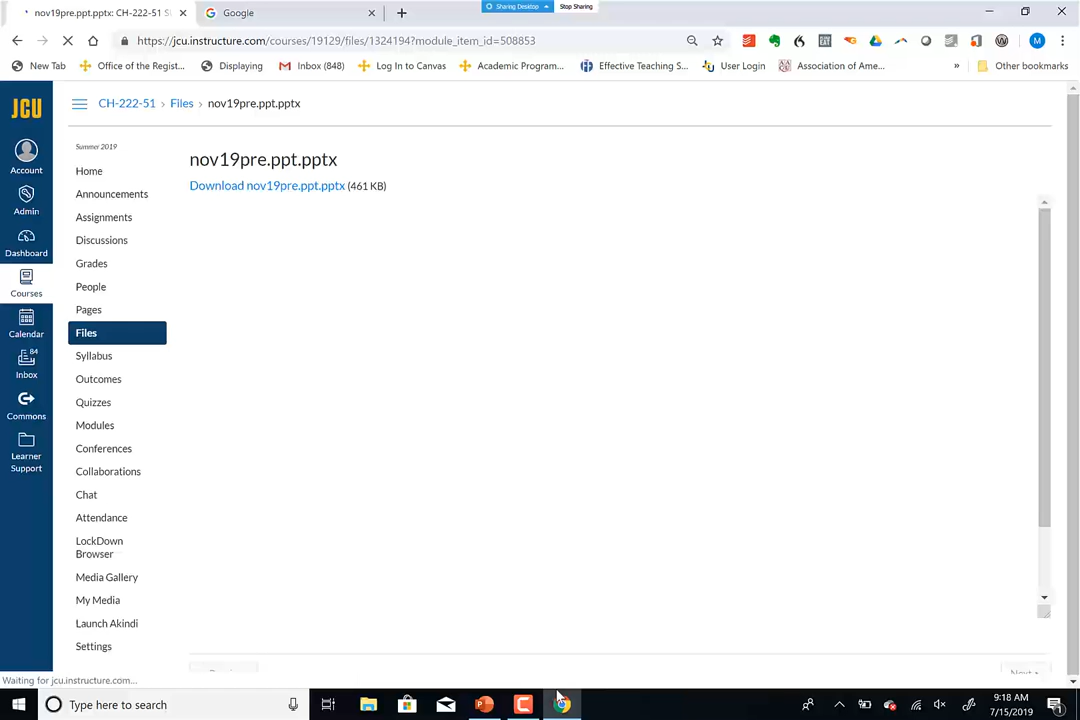 nov19pre.ppt.pptx: CH-222-51 S
Google
Sharing Desktop
Stop Sharing
https://jcu.instructure.com/courses/19129/files/1324194?module_item_id=508853
M
New Tab
Office of the Regist...
Displaying
Inbox (848)
Log In to Canvas
Academic Program...
Effective Teaching S...
User Login
Association of Ame...
»
Other bookmarks
JCU
CH-222-51 › Files › nov19pre.ppt.pptx
Summer 2019
nov19pre.ppt.pptx
Download nov19pre.ppt.pptx (461 KB)
Account
Admin
Dashboard
Courses
Calendar
84
Inbox
Commons
Learner
Support
Home
Announcements
Assignments
Discussions
Grades
People
Pages
Files
Syllabus
Outcomes
Quizzes
Modules
Conferences
Collaborations
Chat
Attendance
LockDown
Browser
Media Gallery
My Media
Launch Akindi
Settings
Next ›
Waiting for jcu.instructure.com...
Type here to search
9:18 AM
7/15/2019
1